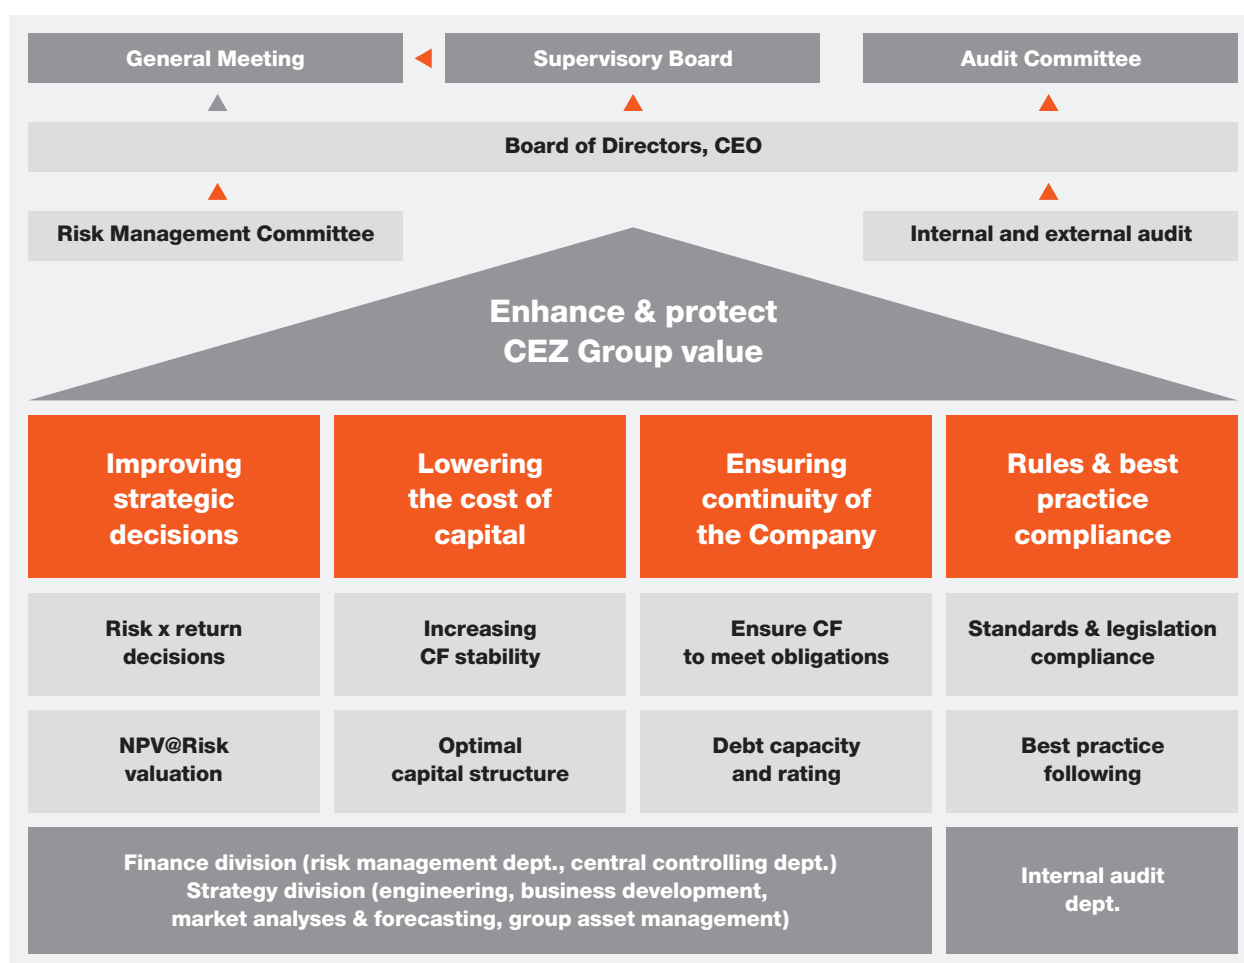 General Meeting
Supervisory Board
Audit Committee
Board of Directors, CEO
Risk Management Committee
Internal and external audit
Enhance & protect
CEZ Group value
Improving
strategic
decisions
Lowering
the cost of
capital
Ensuring
continuity of
the Company
Rules & best
practice
compliance
Risk x return
decisions
Increasing
CF stability
Ensure CF
to meet obligations
Standards & legislation
compliance
NPV@Risk
valuation
Optimal
capital structure
Debt capacity
and rating
Best practice
following
Finance division (risk management dept., central controlling dept.)
Strategy division (engineering, business development,
market analyses & forecasting, group asset management)
Internal audit
dept.